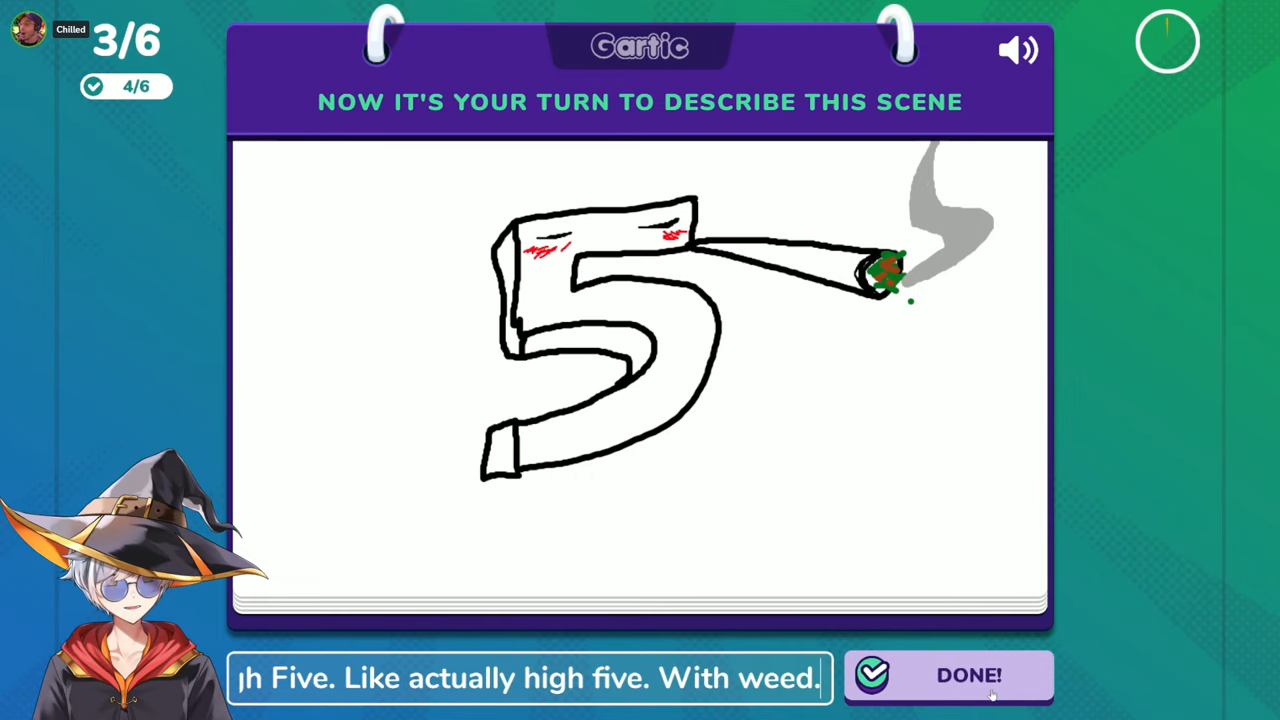 Chilled
3/6
4/6
Gartic
NOW IT'S YOUR TURN TO DESCRIBE THIS SCENE
5
h Five. Like actually high five. With weed.
DONE!